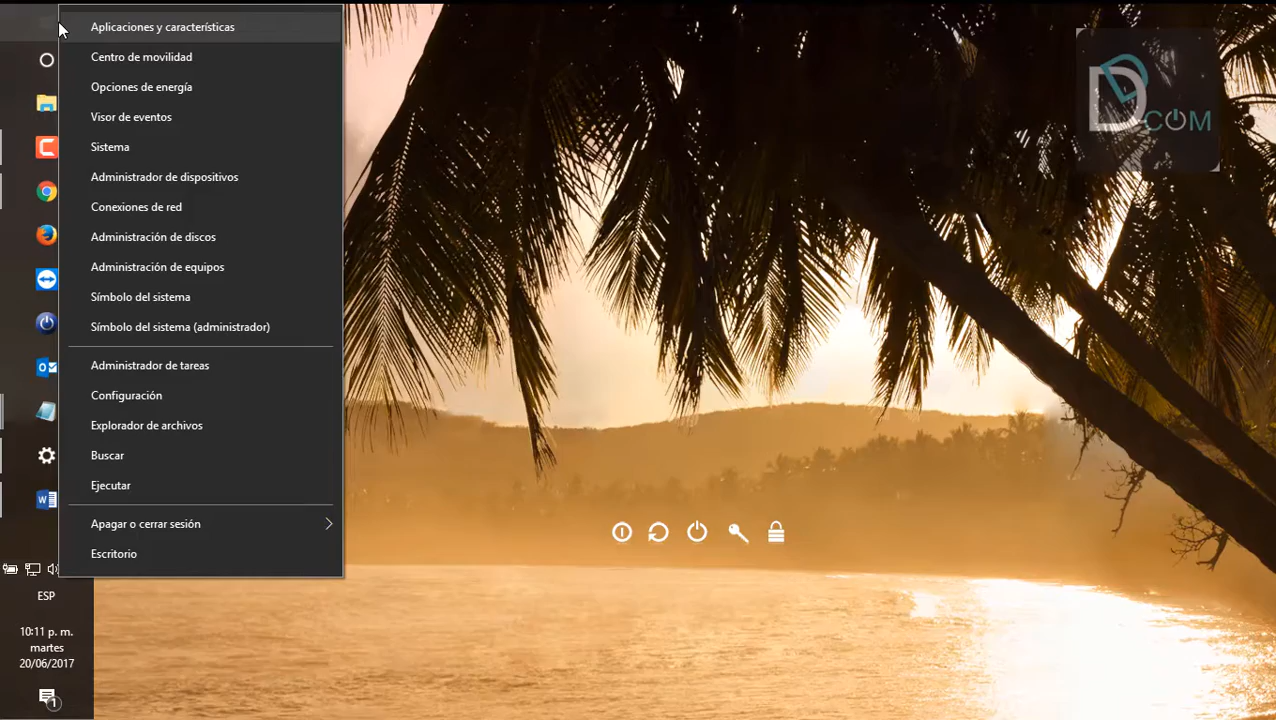 Aplicaciones y características
Centro de movilidad
Opciones de energía
Visor de eventos
Sistema
Administrador de dispositivos
Conexiones de red
Administración de discos
Administración de equipos
Símbolo del sistema
Símbolo del sistema (administrador)
Administrador de tareas
Configuración
Explorador de archivos
Buscar
Ejecutar
Apagar o cerrar sesión
Escritorio
ESP
10:11 p. m.
martes
20/06/2017
1
D COM